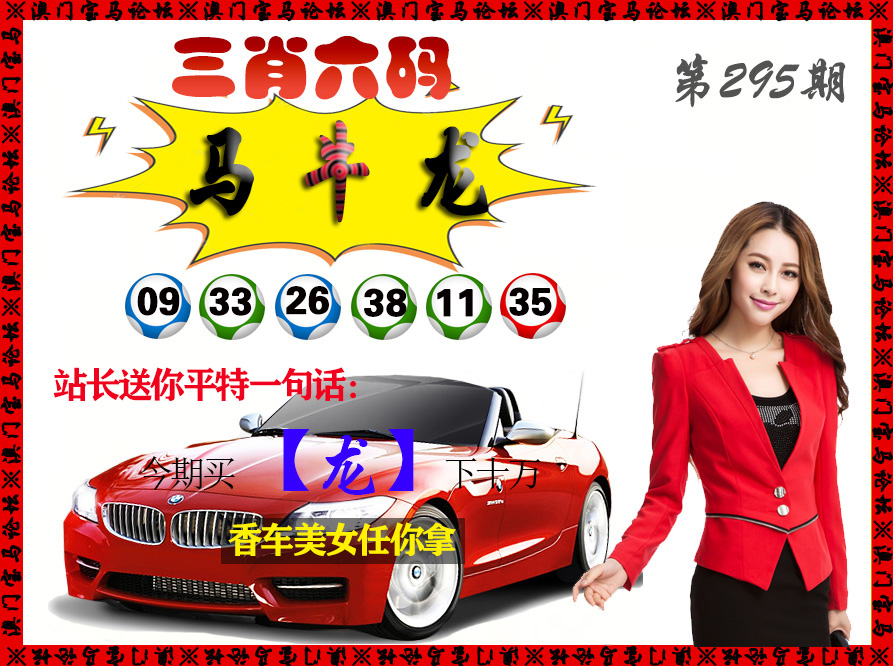 ※澳门宝马论坛※澳门宝马论坛※澳门宝马论坛※澳门宝马论坛※澳门宝马论坛※
三肖六码
第295期
马 牛 龙
09 33 26 38 11 35
站长送你平特一句话：
今期买【龙】下十万
香车美女任你拿